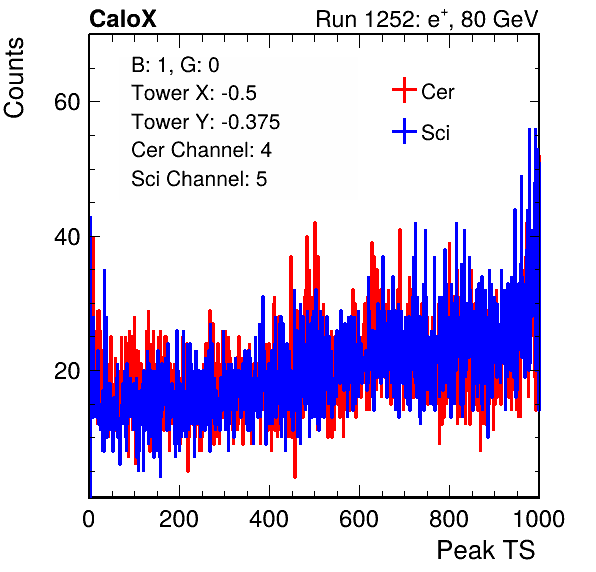 CaloX Run 1252: e⁺, 80 GeV
Counts
B: 1, G: 0
Tower X: -0.5
Tower Y: -0.375
Cer Channel: 4
Sci Channel: 5
Cer
Sci
60
40
20
0 200 400 600 800 1000
Peak TS